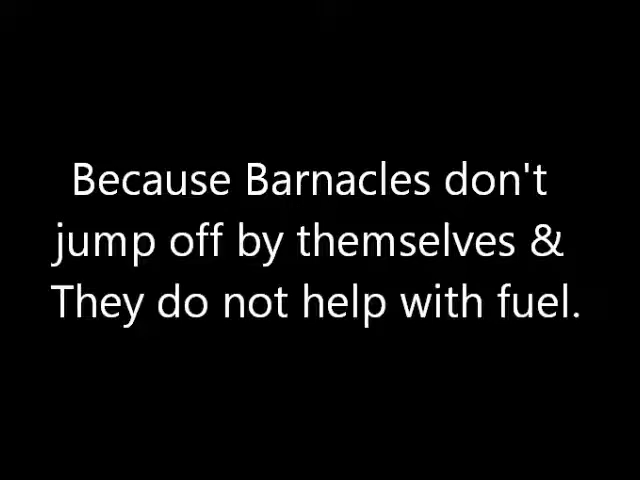 Because Barnacles don't
jump off by themselves &
They do not help with fuel.